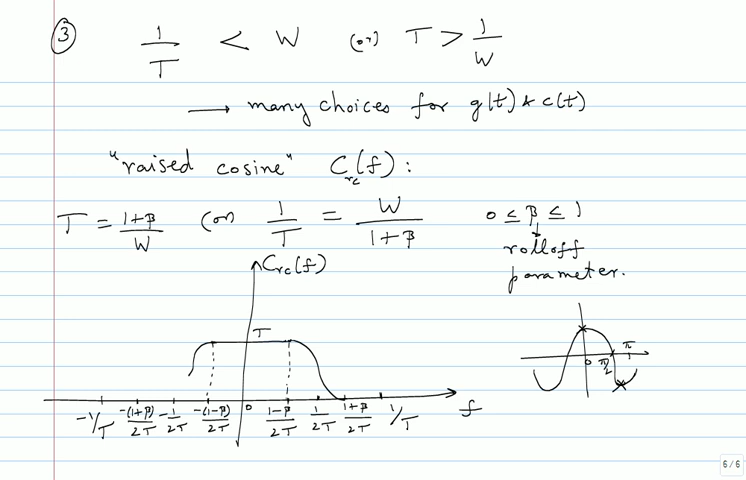 ③ 1/T < W (or) T > 1/W
⟶ many choices for g(t) & c(t)
"raised cosine" C_rc(f) :
T = (1+β)/W (or) 1/T = W/(1+β) 0 ≤ β ≤ 1
rolloff
parameter.
C_rc(f)
T
0 π/2 π
-1/T -(1+β)/2T -1/2T -(1-β)/2T 0 (1-β)/2T 1/2T (1+β)/2T 1/T f
6 / 6